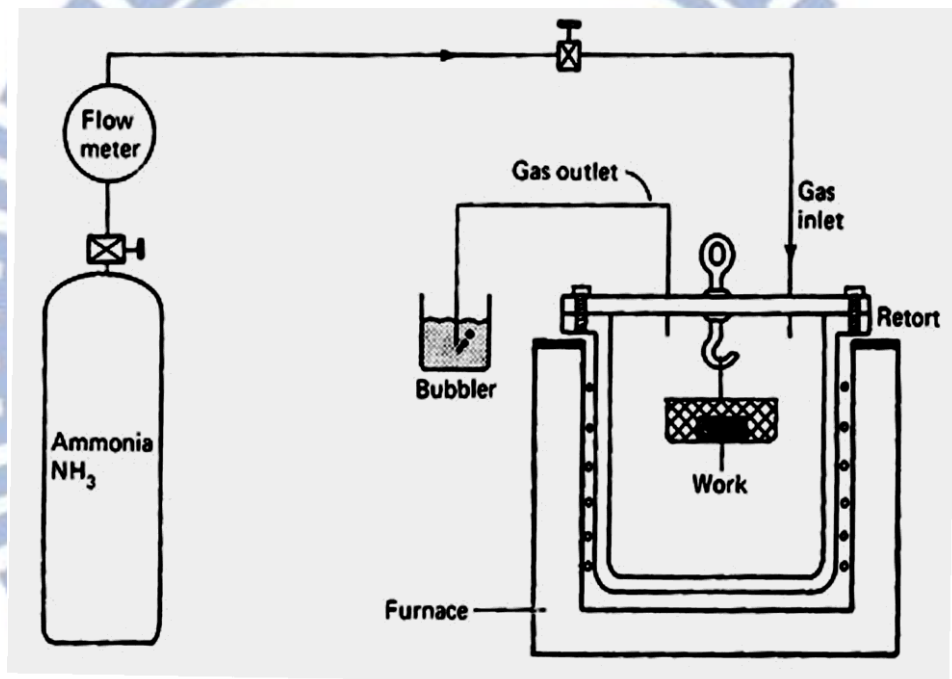 Flow
meter
Gas outlet
Gas
inlet
Retort
Bubbler
Ammonia
NH₃
Work
Furnace